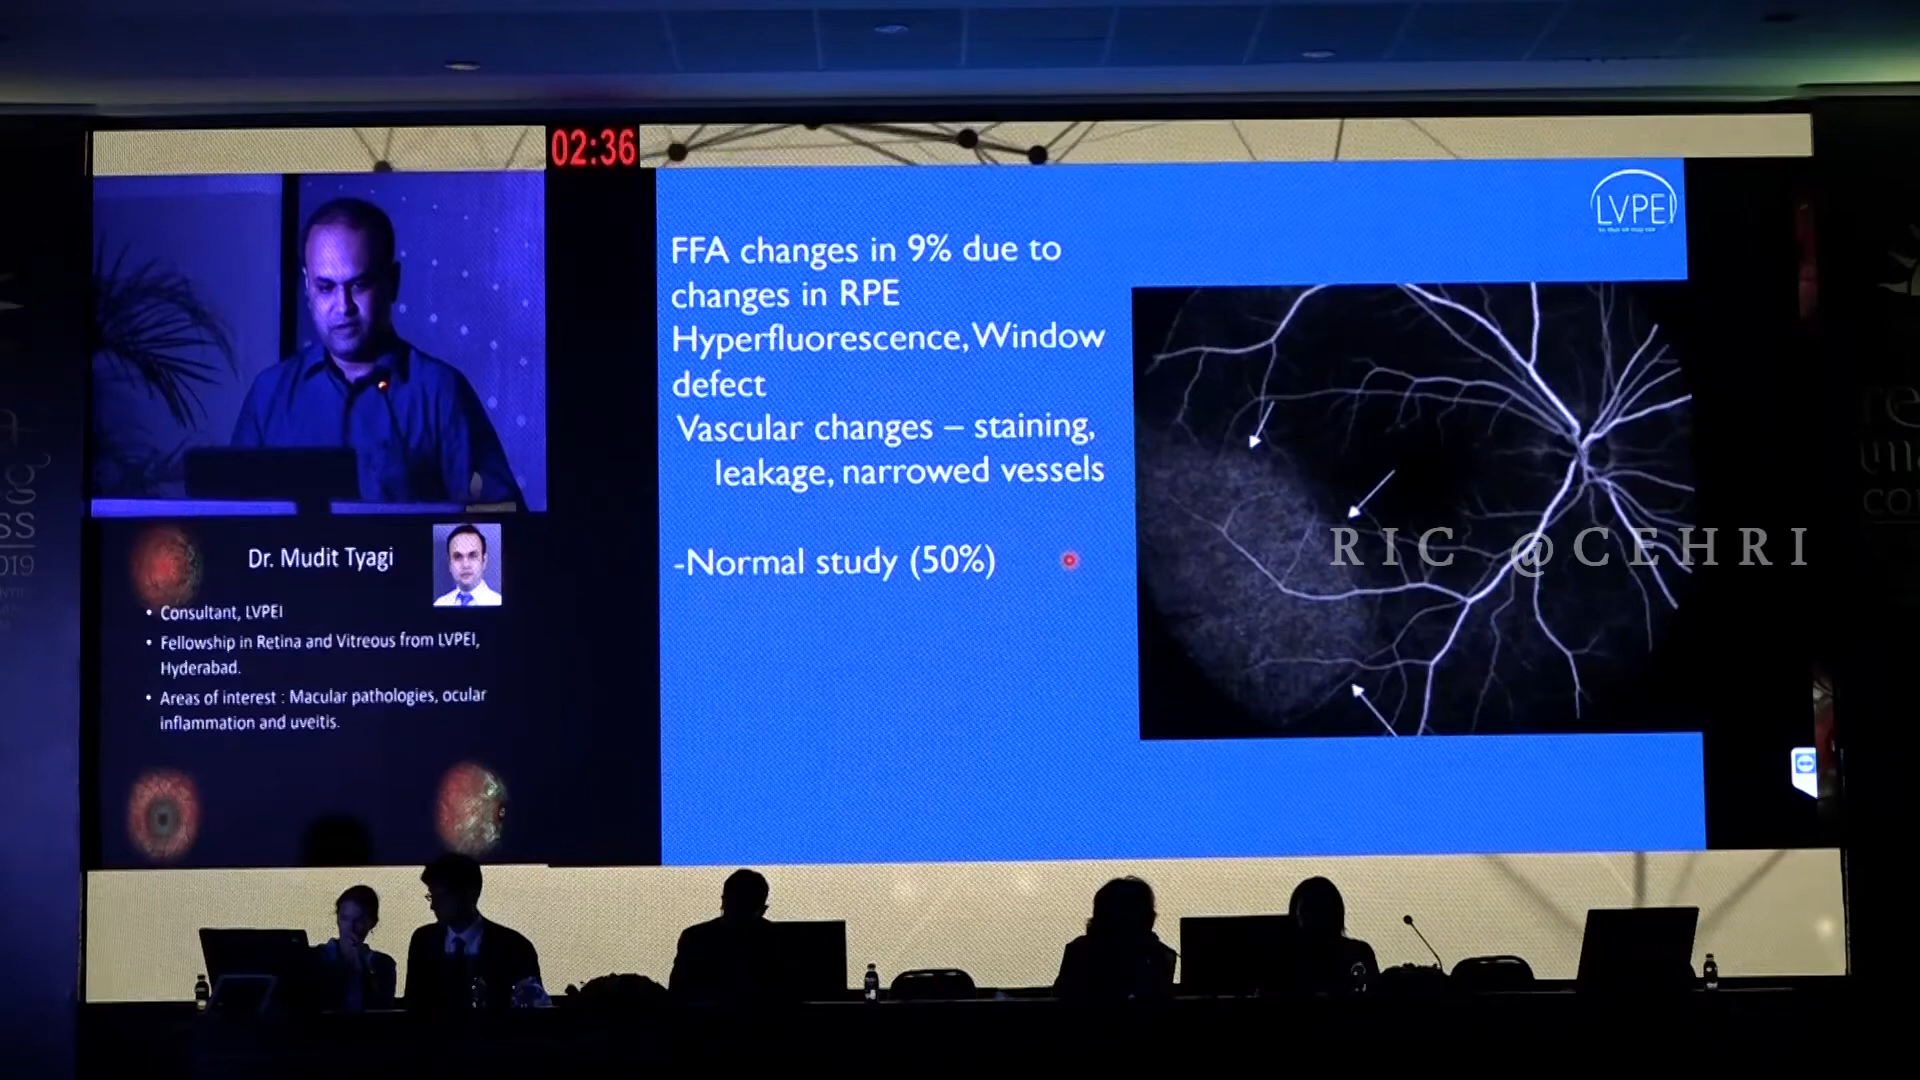 02:36
LVPEI
FFA changes in 9% due to
changes in RPE
Hyperfluorescence, Window
defect
Vascular changes – staining,
leakage, narrowed vessels
-Normal study (50%)
RIC @CEHRI
Dr. Mudit Tyagi
• Consultant, LVPEI
• Fellowship in Retina and Vitreous from LVPEI,
Hyderabad.
• Areas of interest : Macular pathologies, ocular
inflammation and uveitis.